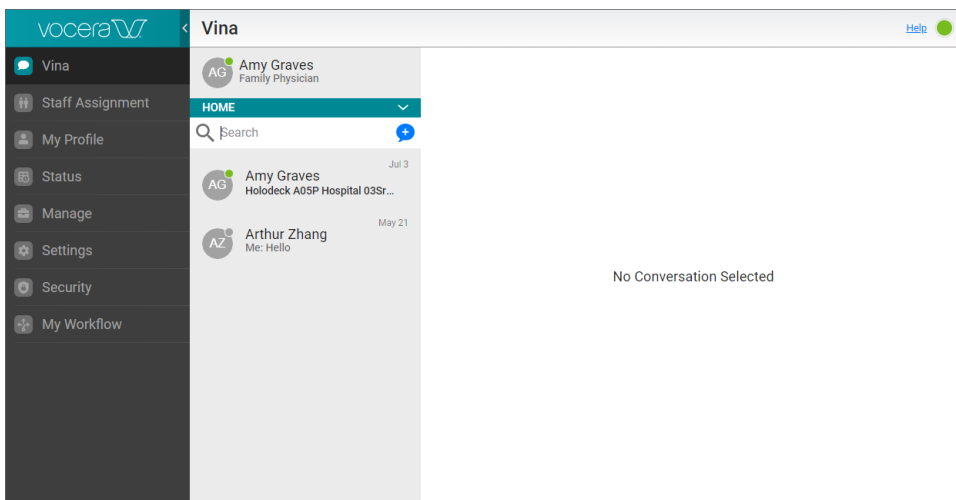 vocera
Vina
Help
Vina
Staff Assignment
My Profile
Status
Manage
Settings
Security
My Workflow
AG
Amy Graves
Family Physician
HOME
Search
Jul 3
AG
Amy Graves
Holodeck A05P Hospital 03Sr...
May 21
AZ
Arthur Zhang
Me: Hello
No Conversation Selected